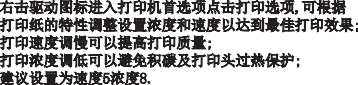 右击驱动图标进入打印机首选项点击打印选项,可根据
打印纸的特性调整设置浓度和速度以达到最佳打印效果;
打印速度调慢可以提高打印质量;
打印浓度调低可以避免积碳及打印头过热保护;
建议设置为速度5浓度8.